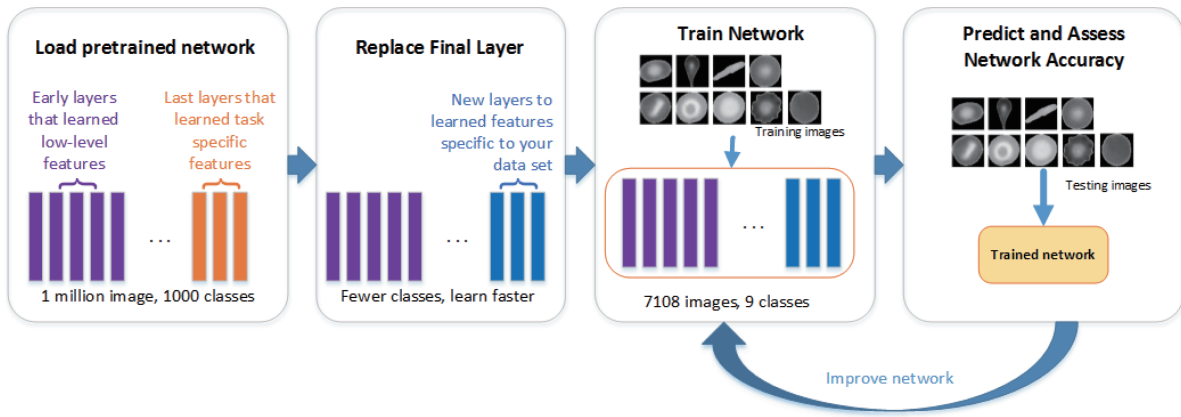 Load pretrained network
Early layers
that learned
low-level
features
Last layers that
learned task
specific
features
...
1 million image, 1000 classes
Replace Final Layer
New layers to
learned features
specific to your
data set
...
Fewer classes, learn faster
Train Network
Training images
...
7108 images, 9 classes
Predict and Assess
Network Accuracy
Testing images
Trained network
Improve network